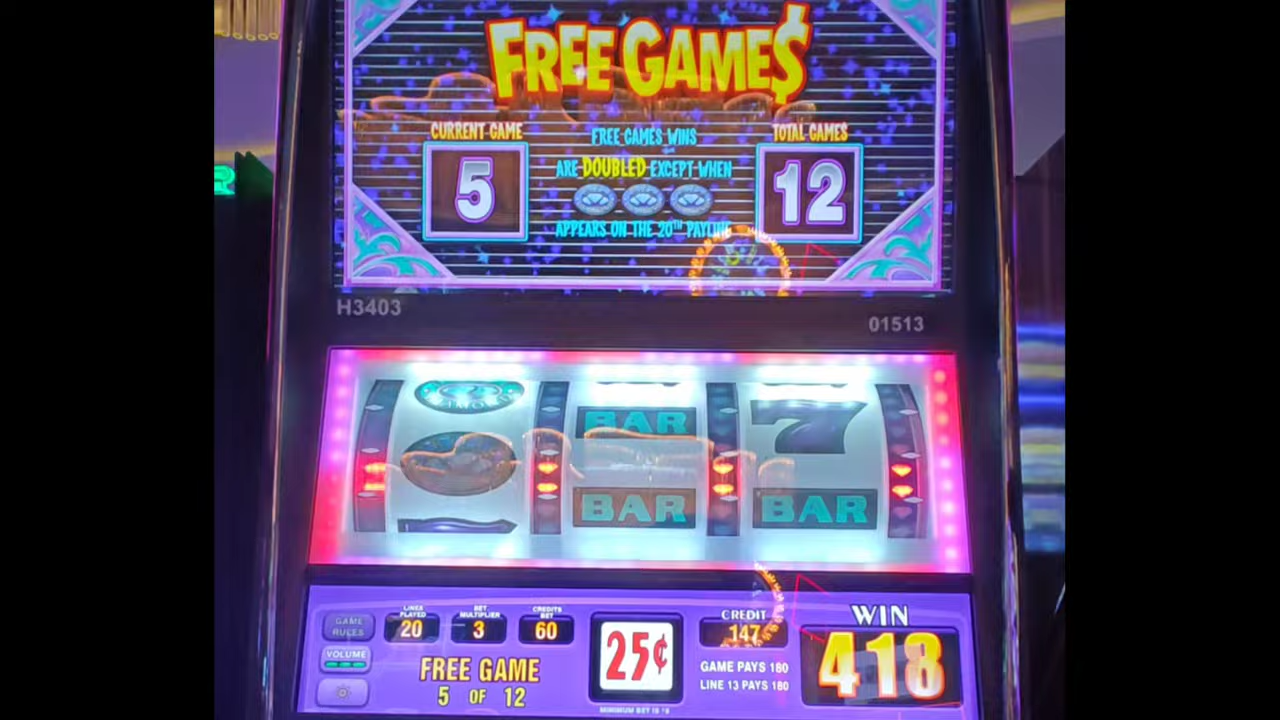 FREE GAME$
CURRENT GAME
5
FREE GAMES WINS
ARE DOUBLED EXCEPT WHEN
APPEARS ON THE 20TH PAYLINE
TOTAL GAMES
12
H3403
01513
BAR
7
BAR
BAR
GAME
RULES
VOLUME
LINES
PLAYED
20
BET
MULTIPLIER
3
CREDITS
BET
60
FREE GAME
5 OF 12
25¢
CREDIT
147
GAME PAYS 180
LINE 13 PAYS 180
WIN
418